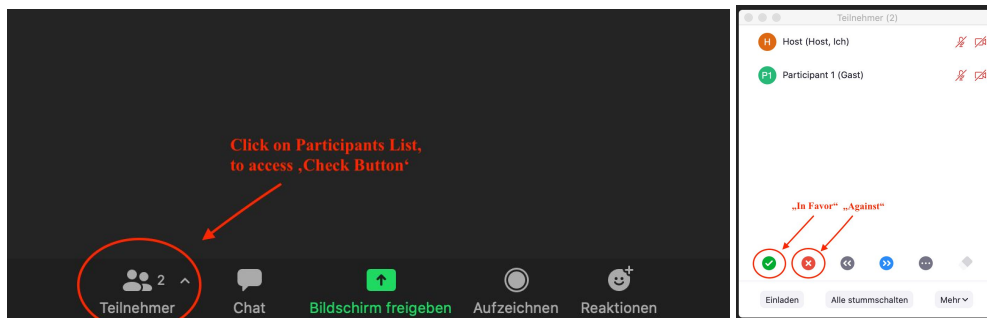 Click on Participants List,
to access ‚Check Button‘
2
Teilnehmer
Chat
Bildschirm freigeben
Aufzeichnen
Reaktionen
Teilnehmer (2)
H
Host (Host, Ich)
P1
Participant 1 (Gast)
„In Favor“ „Against“
Einladen
Alle stummschalten
Mehr